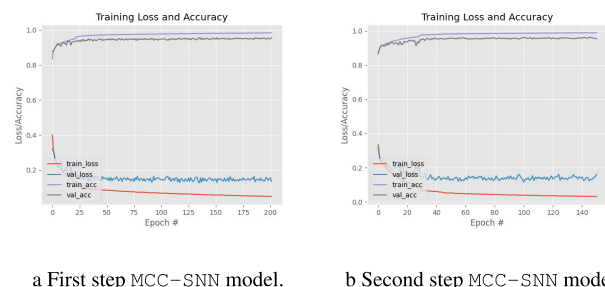 Training Loss and Accuracy
1.0
0.8
0.6
0.4
0.2
Loss/Accuracy
train_loss
val_loss
train_acc
val_acc
0 25 50 75 100 125 150 175 200
Epoch #
a First step MCC-SNN model.
Training Loss and Accuracy
1.0
0.8
0.6
0.4
0.2
0.0
Loss/Accuracy
train_loss
val_loss
train_acc
val_acc
0 20 40 60 80 100 120 140
Epoch #
b Second step MCC-SNN mode